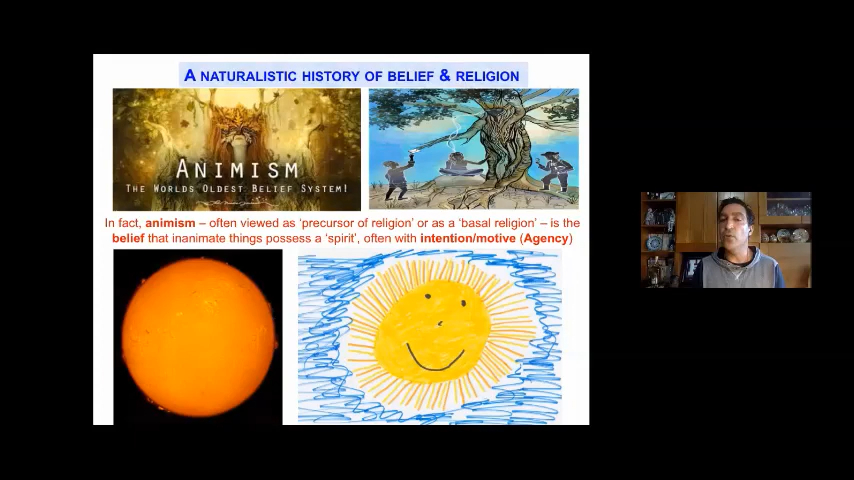 A NATURALISTIC HISTORY OF BELIEF & RELIGION
ANIMISM
THE WORLDS OLDEST BELIEF SYSTEM!
In fact, animism – often viewed as ‘precursor of religion’ or as a ‘basal religion’ – is the
belief that inanimate things possess a ‘spirit’, often with intention/motive (Agency)